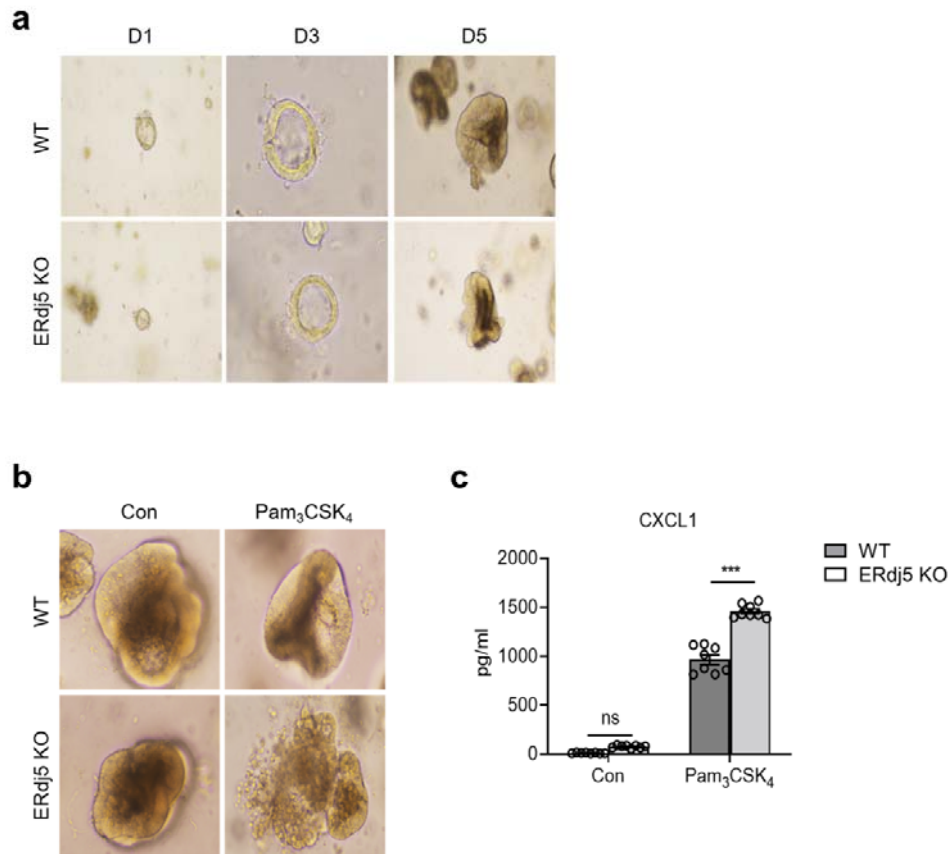 a
D1 D3 D5
WT
ERdj5 KO
b
Con Pam₃CSK₄
WT
ERdj5 KO
c
CXCL1
WT
ERdj5 KO
pg/ml
2000
1500
1000
500
0
ns
***
Con Pam₃CSK₄